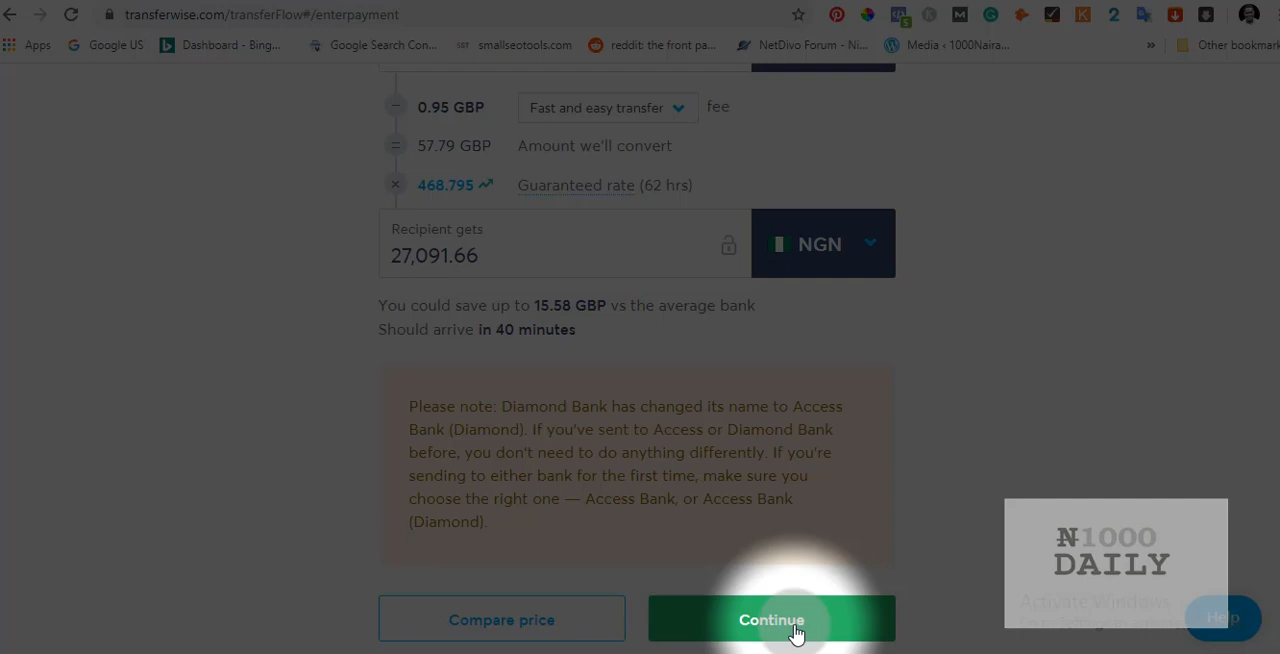 transferwise.com/transferFlow#/enterpayment
Apps
Google US
Dashboard - Bing...
Google Search Con...
SST
smallseotools.com
reddit: the front pa...
NetDivo Forum - Ni...
Media ‹ 1000Naira...
»
Other bookmark
0.95 GBP
Fast and easy transfer
fee
= 57.79 GBP
Amount we'll convert
× 468.795
Guaranteed rate (62 hrs)
Recipient gets
27,091.66
NGN
You could save up to 15.58 GBP vs the average bank
Should arrive in 40 minutes
Please note: Diamond Bank has changed its name to Access
Bank (Diamond). If you've sent to Access or Diamond Bank
before, you don't need to do anything differently. If you're
sending to either bank for the first time, make sure you
choose the right one — Access Bank, or Access Bank
(Diamond).
Compare price
Continue
₦1000
DAILY
Activate Windows
Help